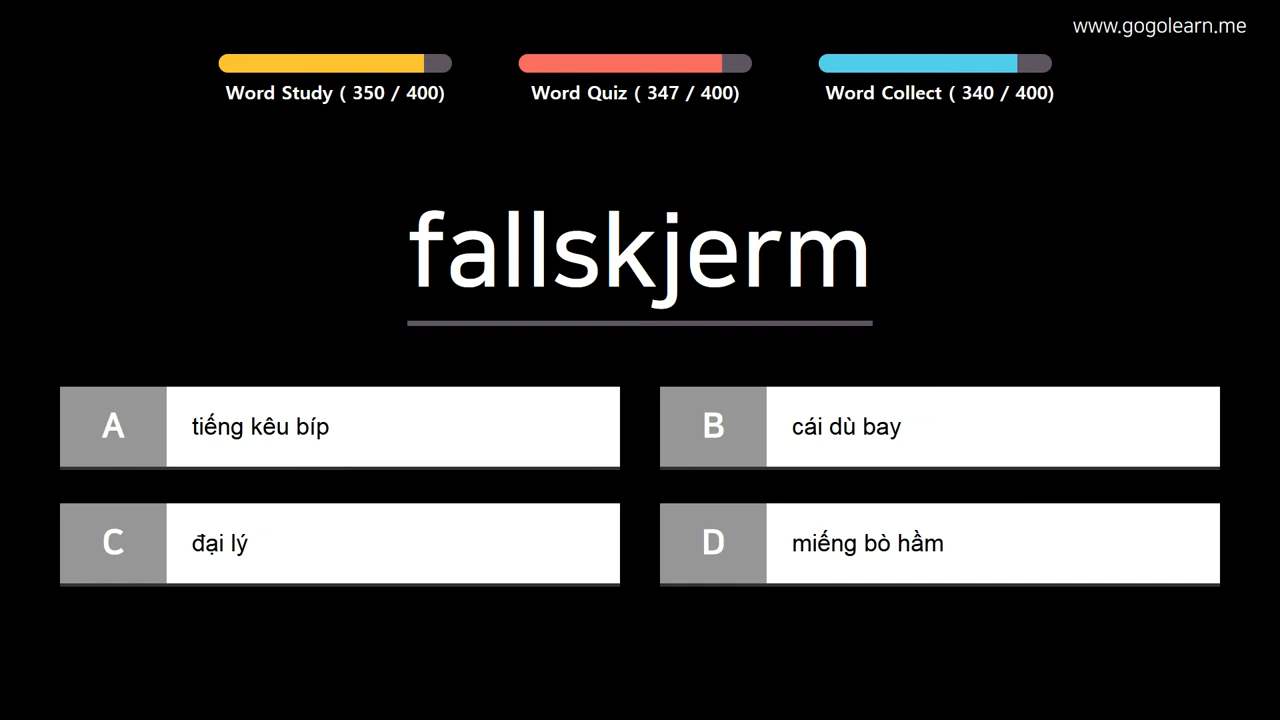 www.gogolearn.me
Word Study ( 350 / 400)
Word Quiz ( 347 / 400)
Word Collect ( 340 / 400)
fallskjerm
A
tiếng kêu bíp
B
cái dù bay
C
đại lý
D
miếng bò hầm